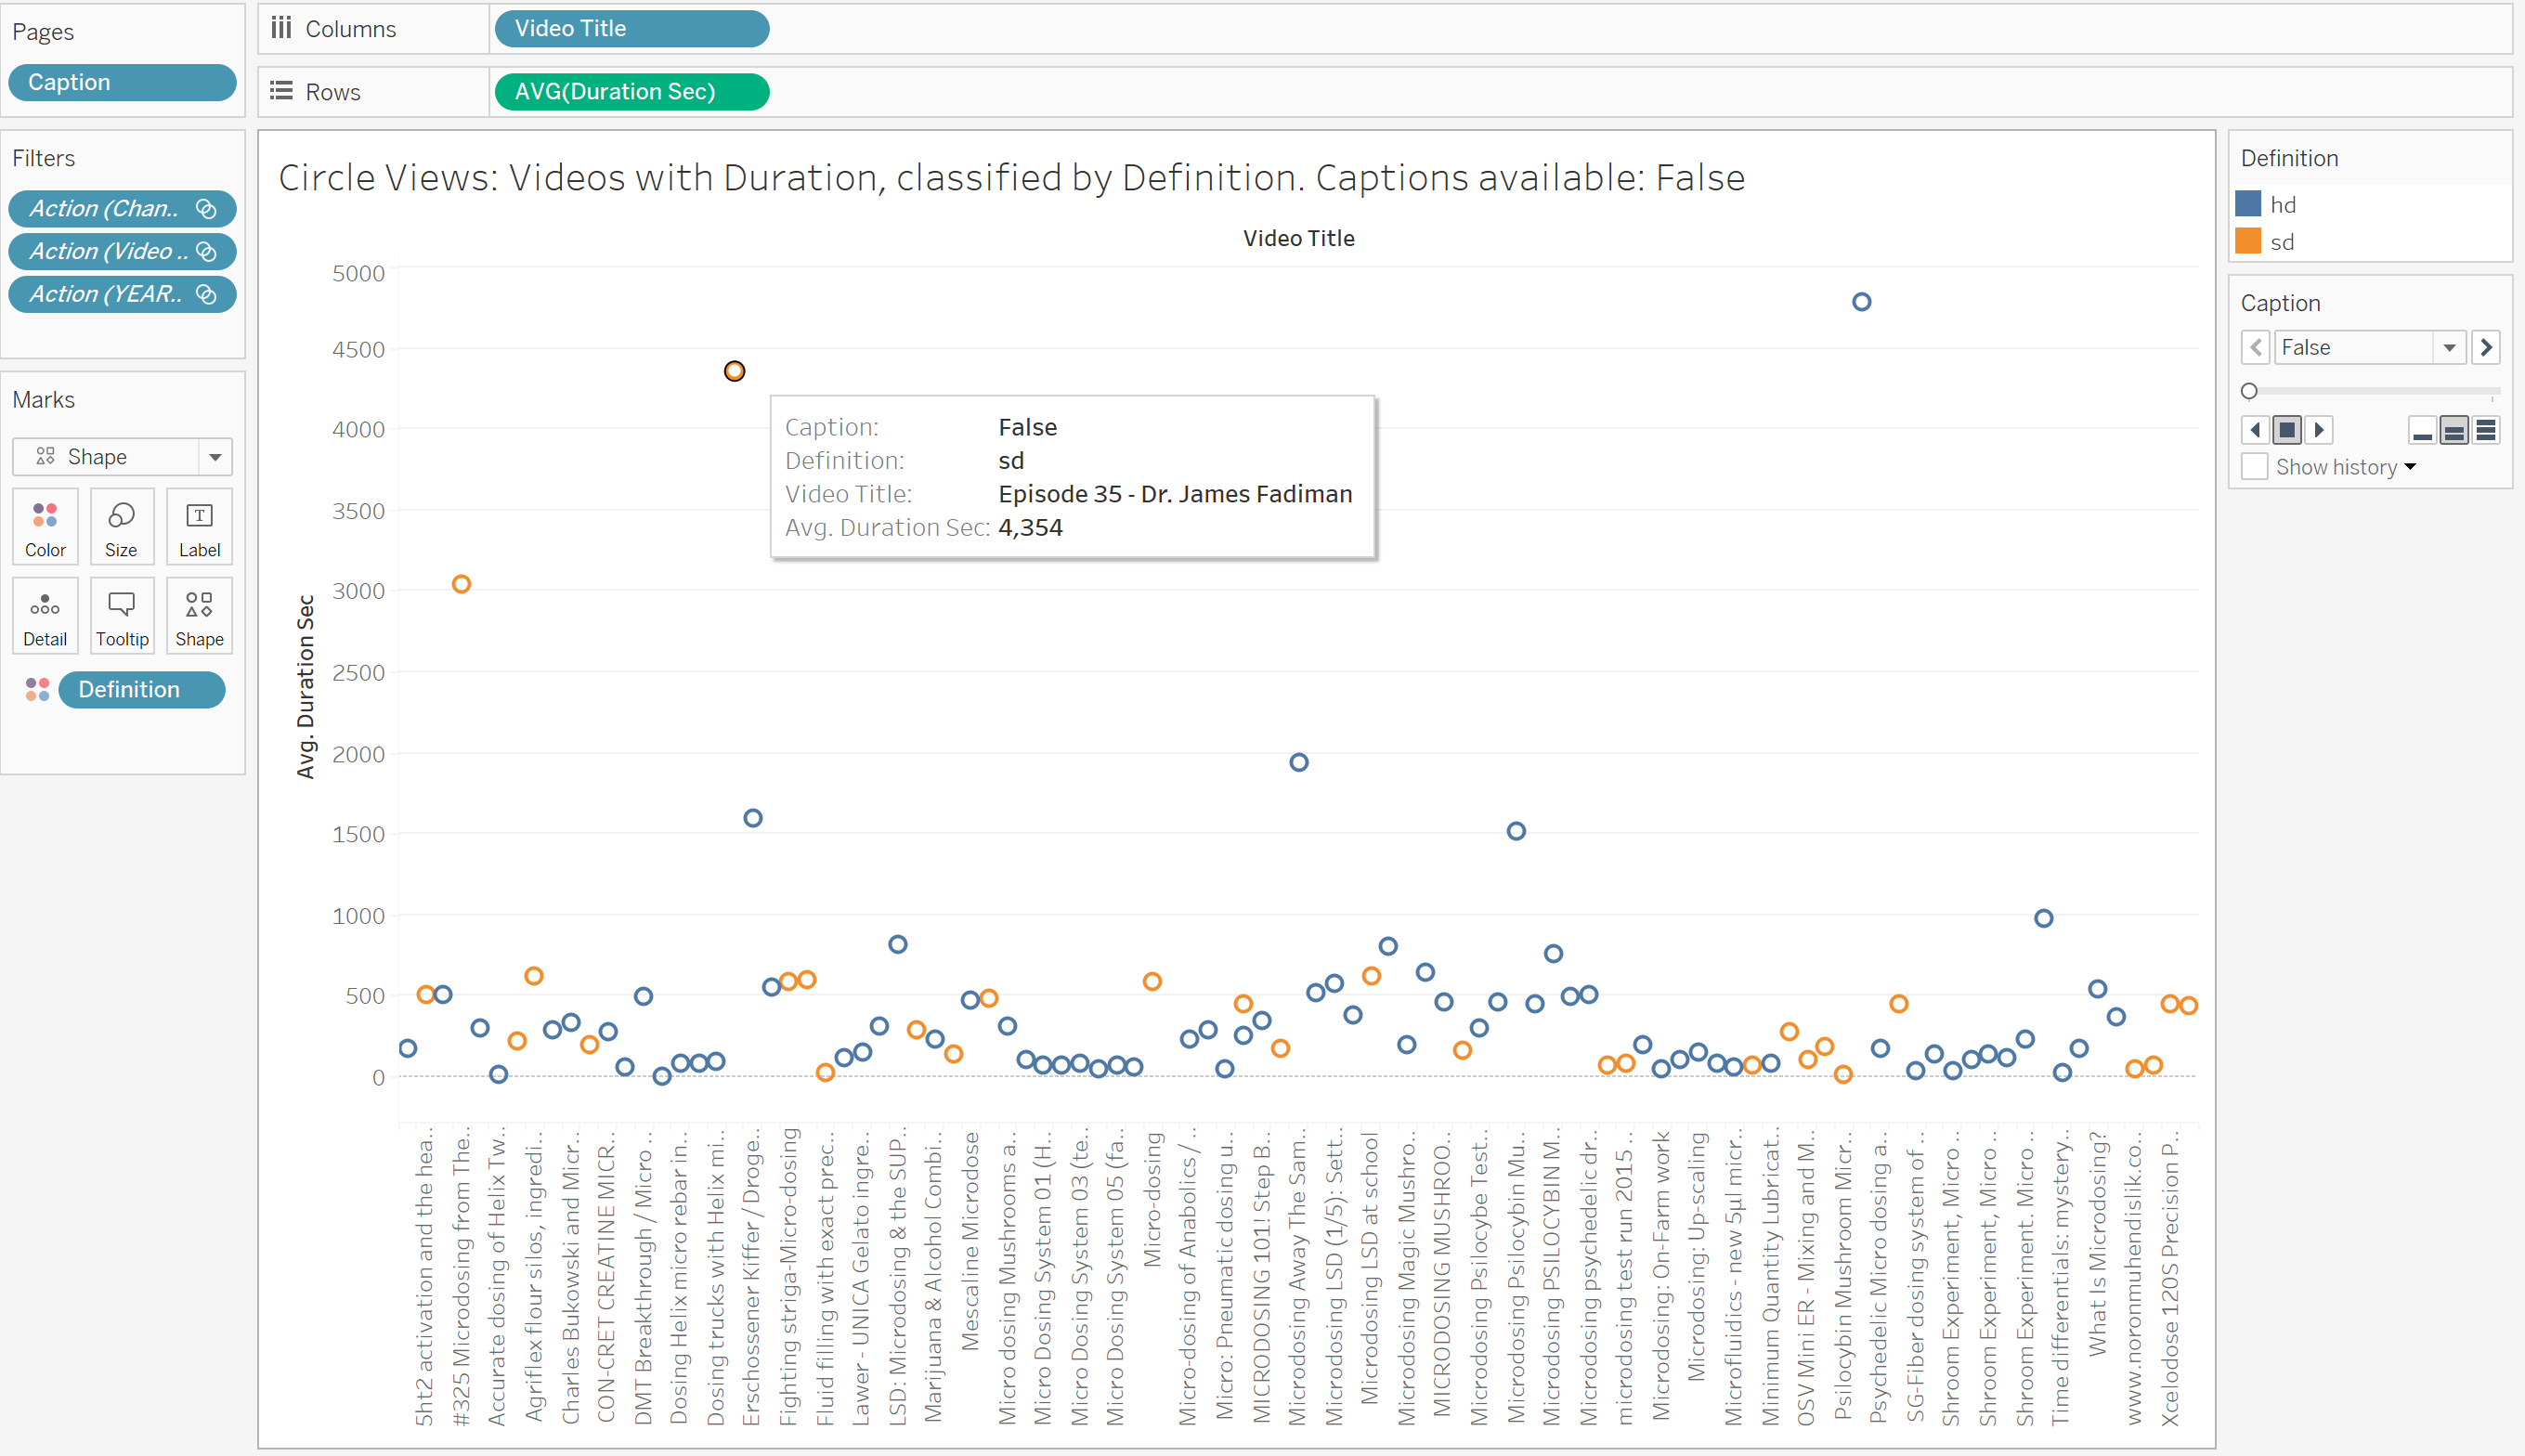 Pages
Caption
Columns
Video Title
Rows
AVG(Duration Sec)
Filters
Action (Chan..
Action (Video ..
Action (YEAR..
Marks
Shape
Color
Size
Label
Detail
Tooltip
Shape
Definition
Circle Views: Videos with Duration, classified by Definition. Captions available: False
Video Title
Avg. Duration Sec
5000
4500
4000
3500
3000
2500
2000
1500
1000
500
0
Caption: False
Definition: sd
Video Title: Episode 35 - Dr. James Fadiman
Avg. Duration Sec: 4,354
5ht2 activation and the hea..
#325 Microdosing from The..
Accurate dosing of Helix Tw..
Agriflex flour silos, ingredi..
Charles Bukowski and Micr..
CON-CRET CREATINE MICR..
DMT Breakthrough / Micro ..
Dosing Helix micro rebar in..
Dosing trucks with Helix mi..
Erschossener Kiffer / Droge..
Fighting striga-Micro-dosing
Fluid filling with exact prec..
Lawer - UNICA Gelato ingre..
LSD: Microdosing & the SUP..
Marijuana & Alcohol Combi..
Mescaline Microdose
Micro dosing Mushrooms a..
Micro Dosing System 01 (H..
Micro Dosing System 03 (te..
Micro Dosing System 05 (fa..
Micro-dosing
Micro-dosing of Anabolics / ..
Micro: Pneumatic dosing u..
MICRODOSING 101! Step B..
Microdosing Away The Sam..
Microdosing LSD (1/5): Sett..
Microdosing LSD at school
Microdosing Magic Mushro..
MICRODOSING MUSHROO..
Microdosing Psilocybe Test..
Microdosing Psilocybin Mu..
Microdosing PSILOCYBIN M..
Microdosing psychedelic dr..
microdosing test run 2015 ..
Microdosing: On-Farm work
Microdosing: Up-scaling
Microfluidics - new 5µl micr..
Minimum Quantity Lubricat..
OSV Mini ER - Mixing and M..
Psilocybin Mushroom Micr..
Psychedelic Micro dosing a..
SG-Fiber dosing system of ..
Shroom Experiment, Micro ..
Shroom Experiment, Micro ..
Shroom Experiment. Micro ..
Time differentials: mystery..
What Is Microdosing?
www.noronmuhendislik.co..
Xcelodose 120S Precision P..
Definition
hd
sd
Caption
False
Show history